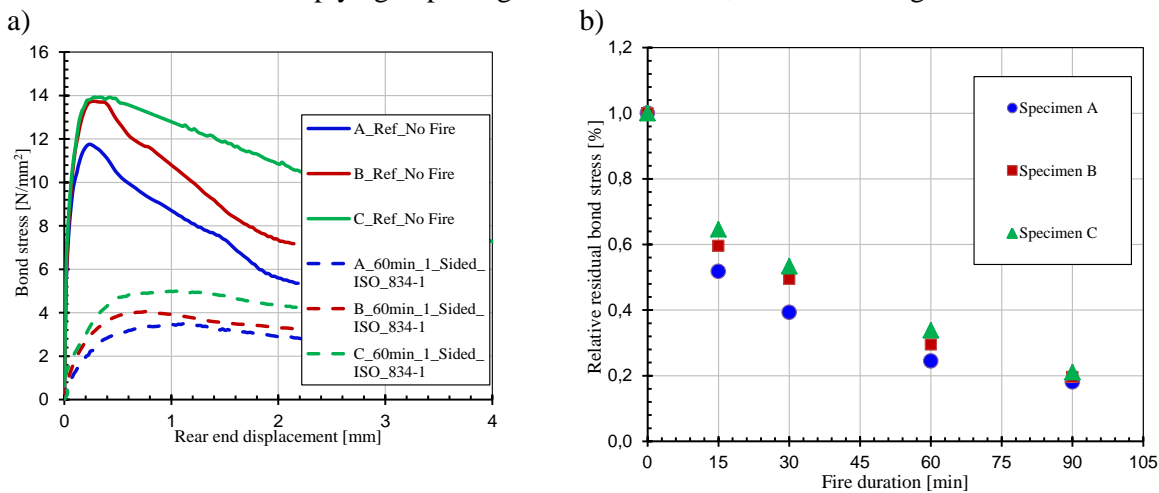 a)
b)
16
14
12
10
8
6
4
2
0
0
1
2
3
4
Bond stress [N/mm²]
Rear end displacement [mm]
A_Ref_No Fire
B_Ref_No Fire
C_Ref_No Fire
A_60min_1_Sided_
ISO_834-1
B_60min_1_Sided_
ISO_834-1
C_60min_1_Sided_
ISO_834-1
1,2
1,0
0,8
0,6
0,4
0,2
0,0
0
15
30
45
60
75
90
105
Relative residual bond stress [%]
Fire duration [min]
Specimen A
Specimen B
Specimen C